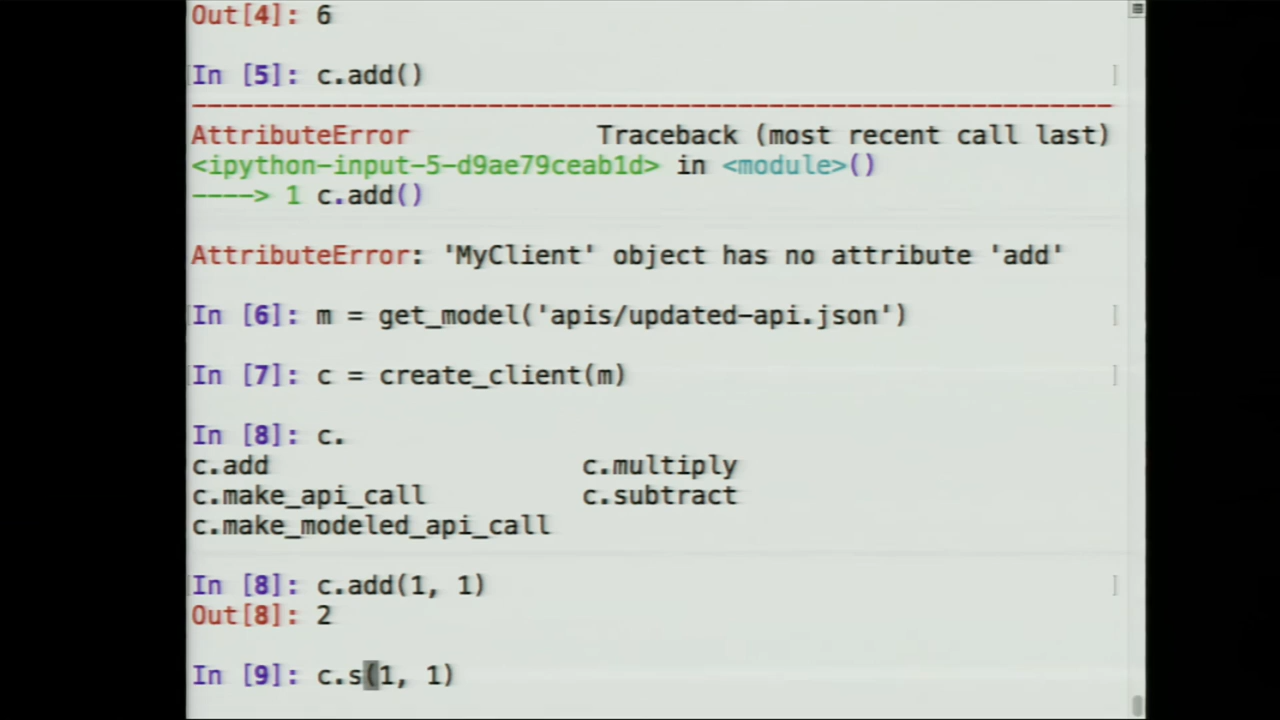 Out[4]: 6
In [5]: c.add()
AttributeError Traceback (most recent call last)
<ipython-input-5-d9ae79ceab1d> in <module>()
----> 1 c.add()
AttributeError: 'MyClient' object has no attribute 'add'
In [6]: m = get_model('apis/updated-api.json')
In [7]: c = create_client(m)
In [8]: c.
c.add c.multiply
c.make_api_call c.subtract
c.make_modeled_api_call
In [8]: c.add(1, 1)
Out[8]: 2
In [9]: c.s(1, 1)